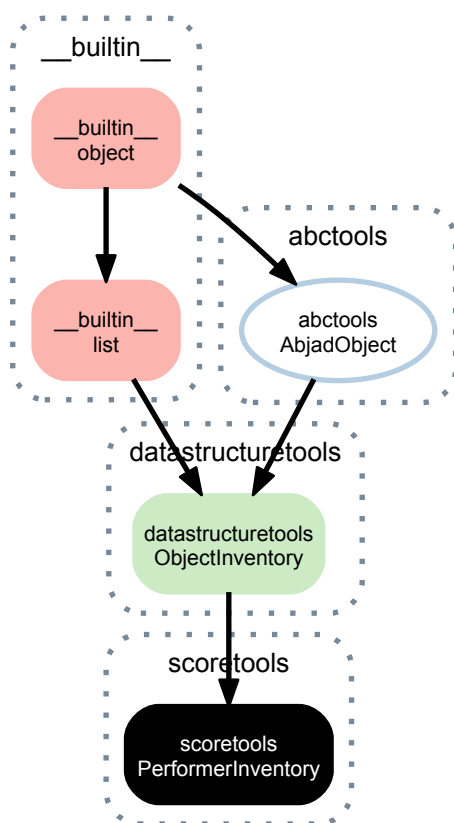 __builtin__
__builtin__
object
abctools
__builtin__
list
abctools
AbjadObject
datastructuretools
datastructuretools
ObjectInventory
scoretools
scoretools
PerformerInventory